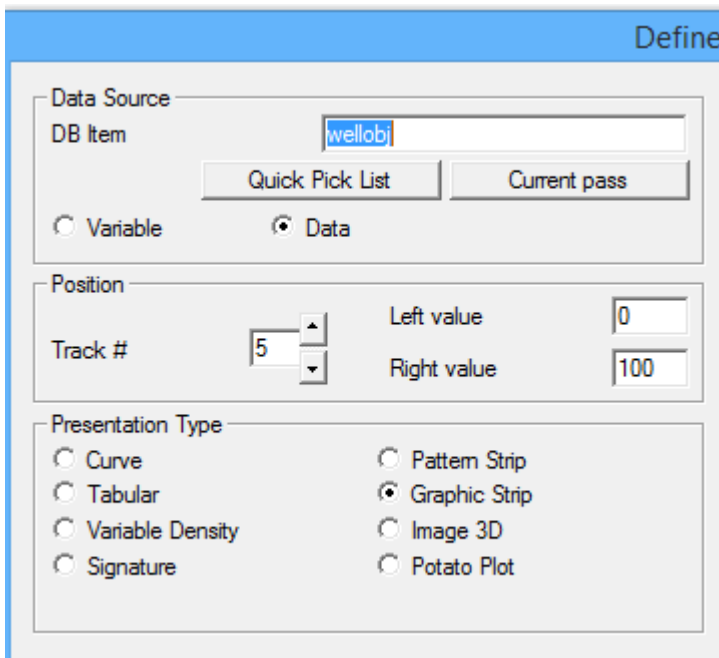 Define
Data Source
DB Item wellobj
Quick Pick List Current pass
Variable Data
Position
Track # 5 Left value 0
Right value 100
Presentation Type
Curve Pattern Strip
Tabular Graphic Strip
Variable Density Image 3D
Signature Potato Plot